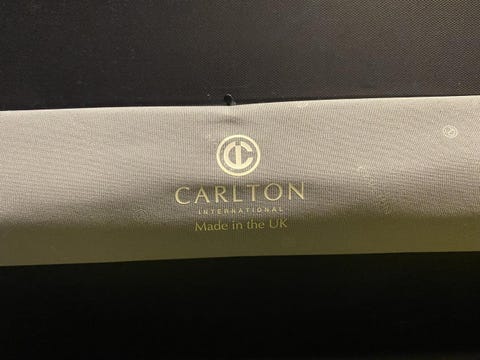 CARLTON
INTERNATIONAL
Made in the UK